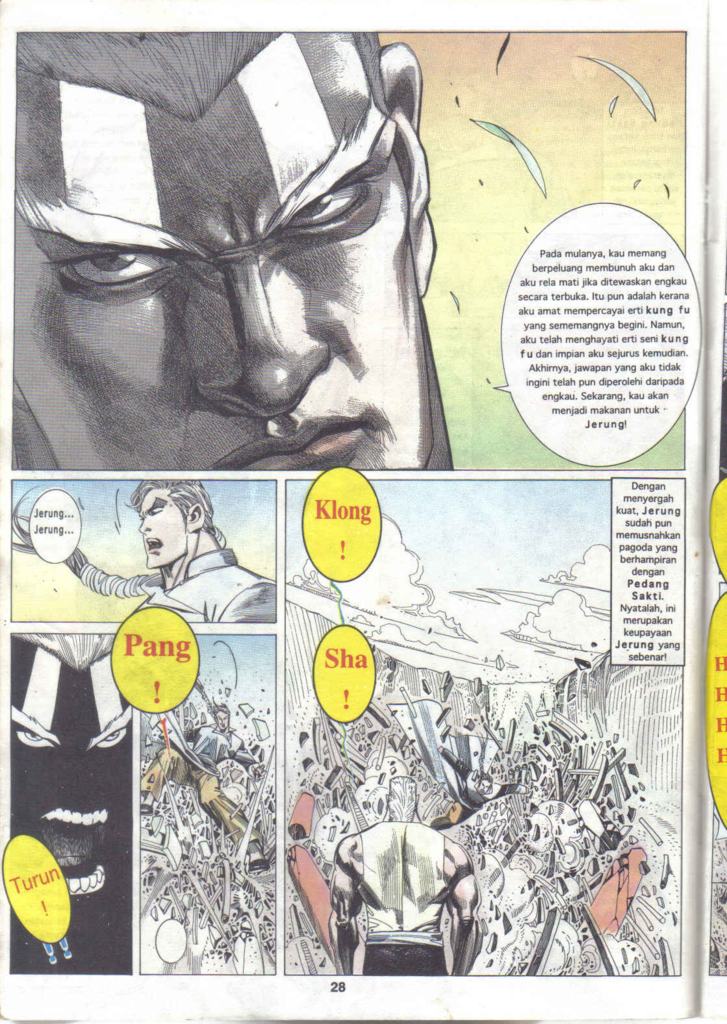 Pada mulanya, kau memang
berpeluang membunuh aku dan
aku rela mati jika ditewaskan engkau
secara terbuka. Itu pun adalah kerana
aku amat mempercayai erti kung fu
yang sememangnya begini. Namun,
aku telah menghayati erti seni kung
fu dan impian aku sejurus kemudian.
Akhirnya, jawapan yang aku tidak
ingini telah pun diperolehi daripada
engkau. Sekarang, kau akan
menjadi makanan untuk
Jerung!
Jerung...
Jerung...
Klong
!
Dengan
menyergah
kuat, Jerung
sudah pun
memusnahkan
pagoda yang
berhampiran
dengan
Pedang
Sakti.
Nyatalah, ini
merupakan
keupayaan
Jerung yang
sebenar!
Pang
!
Sha
!
Turun
!
28
H
H
H
H